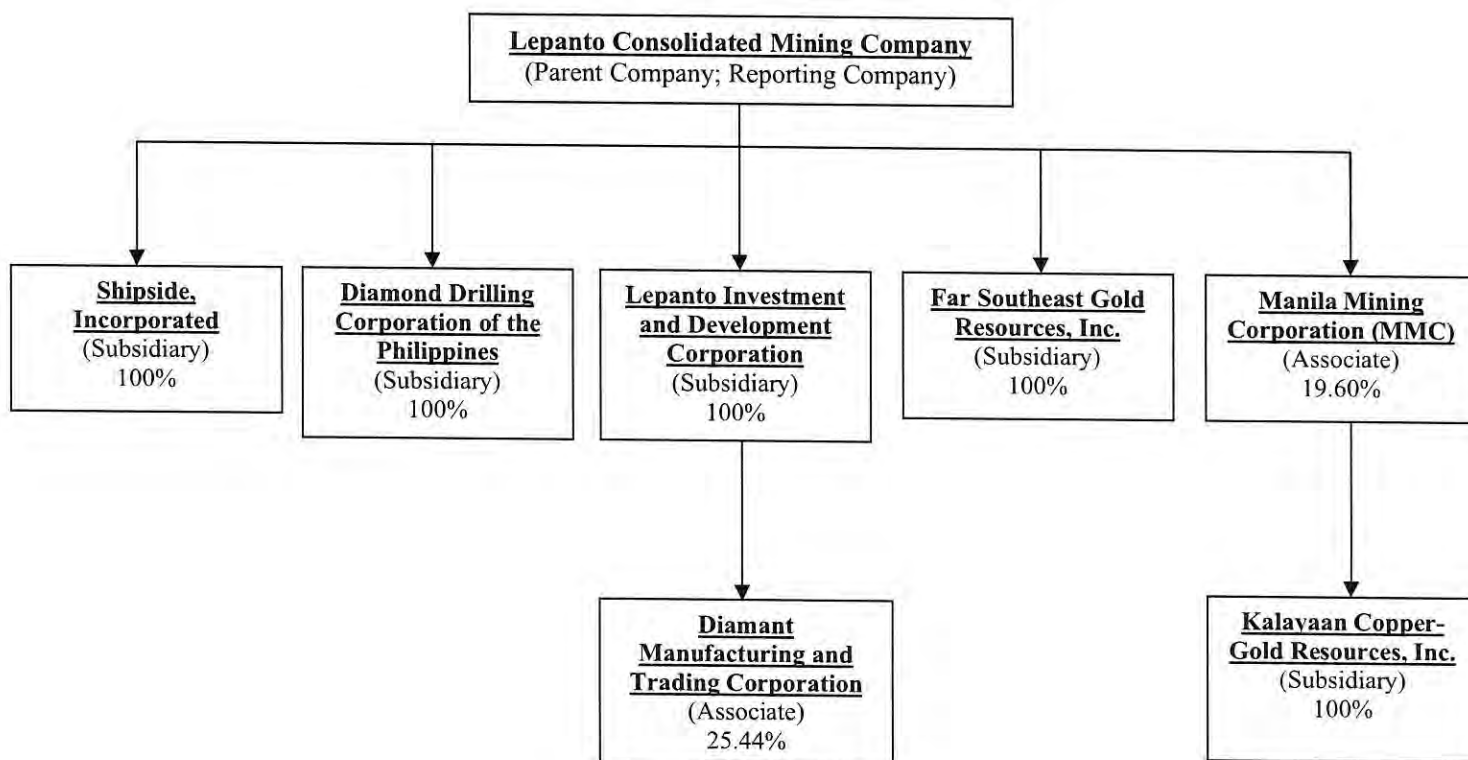 Lepanto Consolidated Mining Company
(Parent Company; Reporting Company)
Shipside,
Incorporated
(Subsidiary)
100%
Diamond Drilling
Corporation of the
Philippines
(Subsidiary)
100%
Lepanto Investment
and Development
Corporation
(Subsidiary)
100%
Far Southeast Gold
Resources, Inc.
(Subsidiary)
100%
Manila Mining
Corporation (MMC)
(Associate)
19.60%
Diamant
Manufacturing and
Trading Corporation
(Associate)
25.44%
Kalayaan Copper-
Gold Resources, Inc.
(Subsidiary)
100%